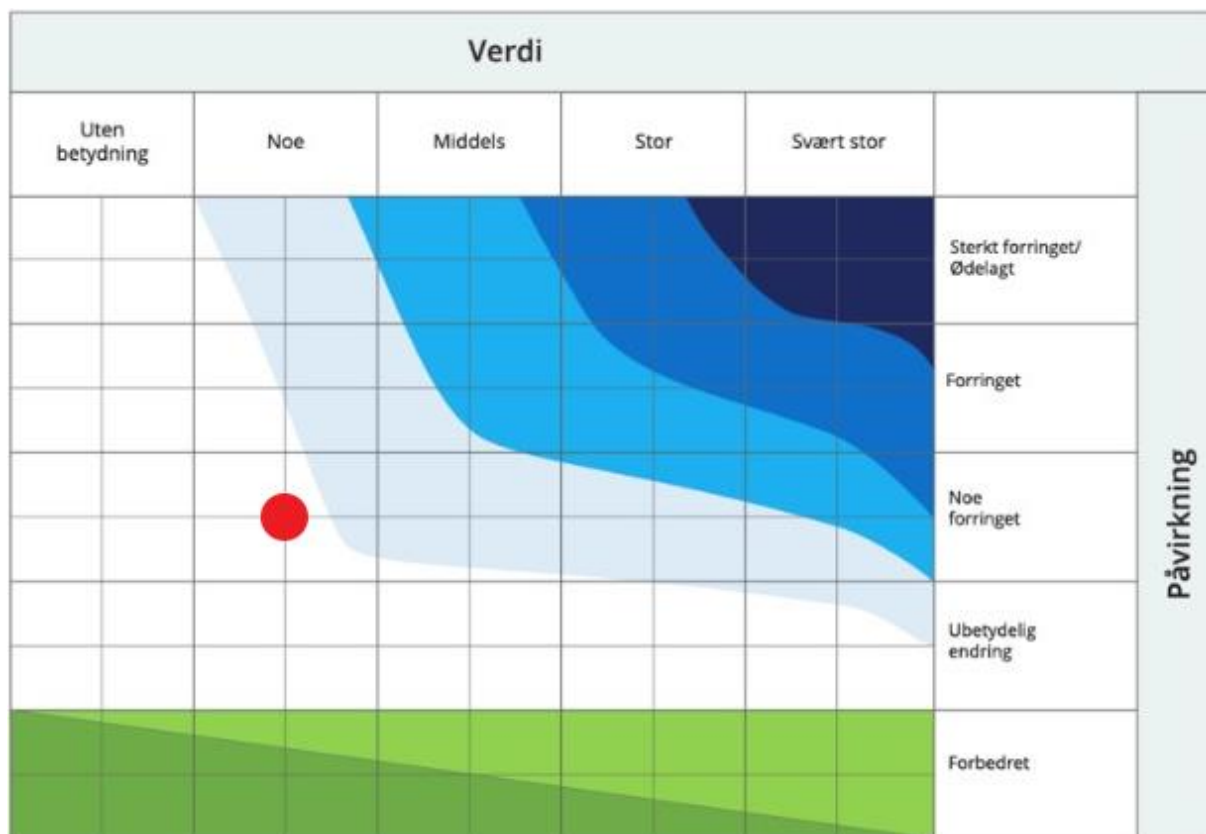 Verdi
Uten
betydning
Noe
Middels
Stor
Svært stor
Sterkt forringet/
Ødelagt
Forringet
Noe
forringet
Ubetydelig
endring
Forbedret
Påvirkning